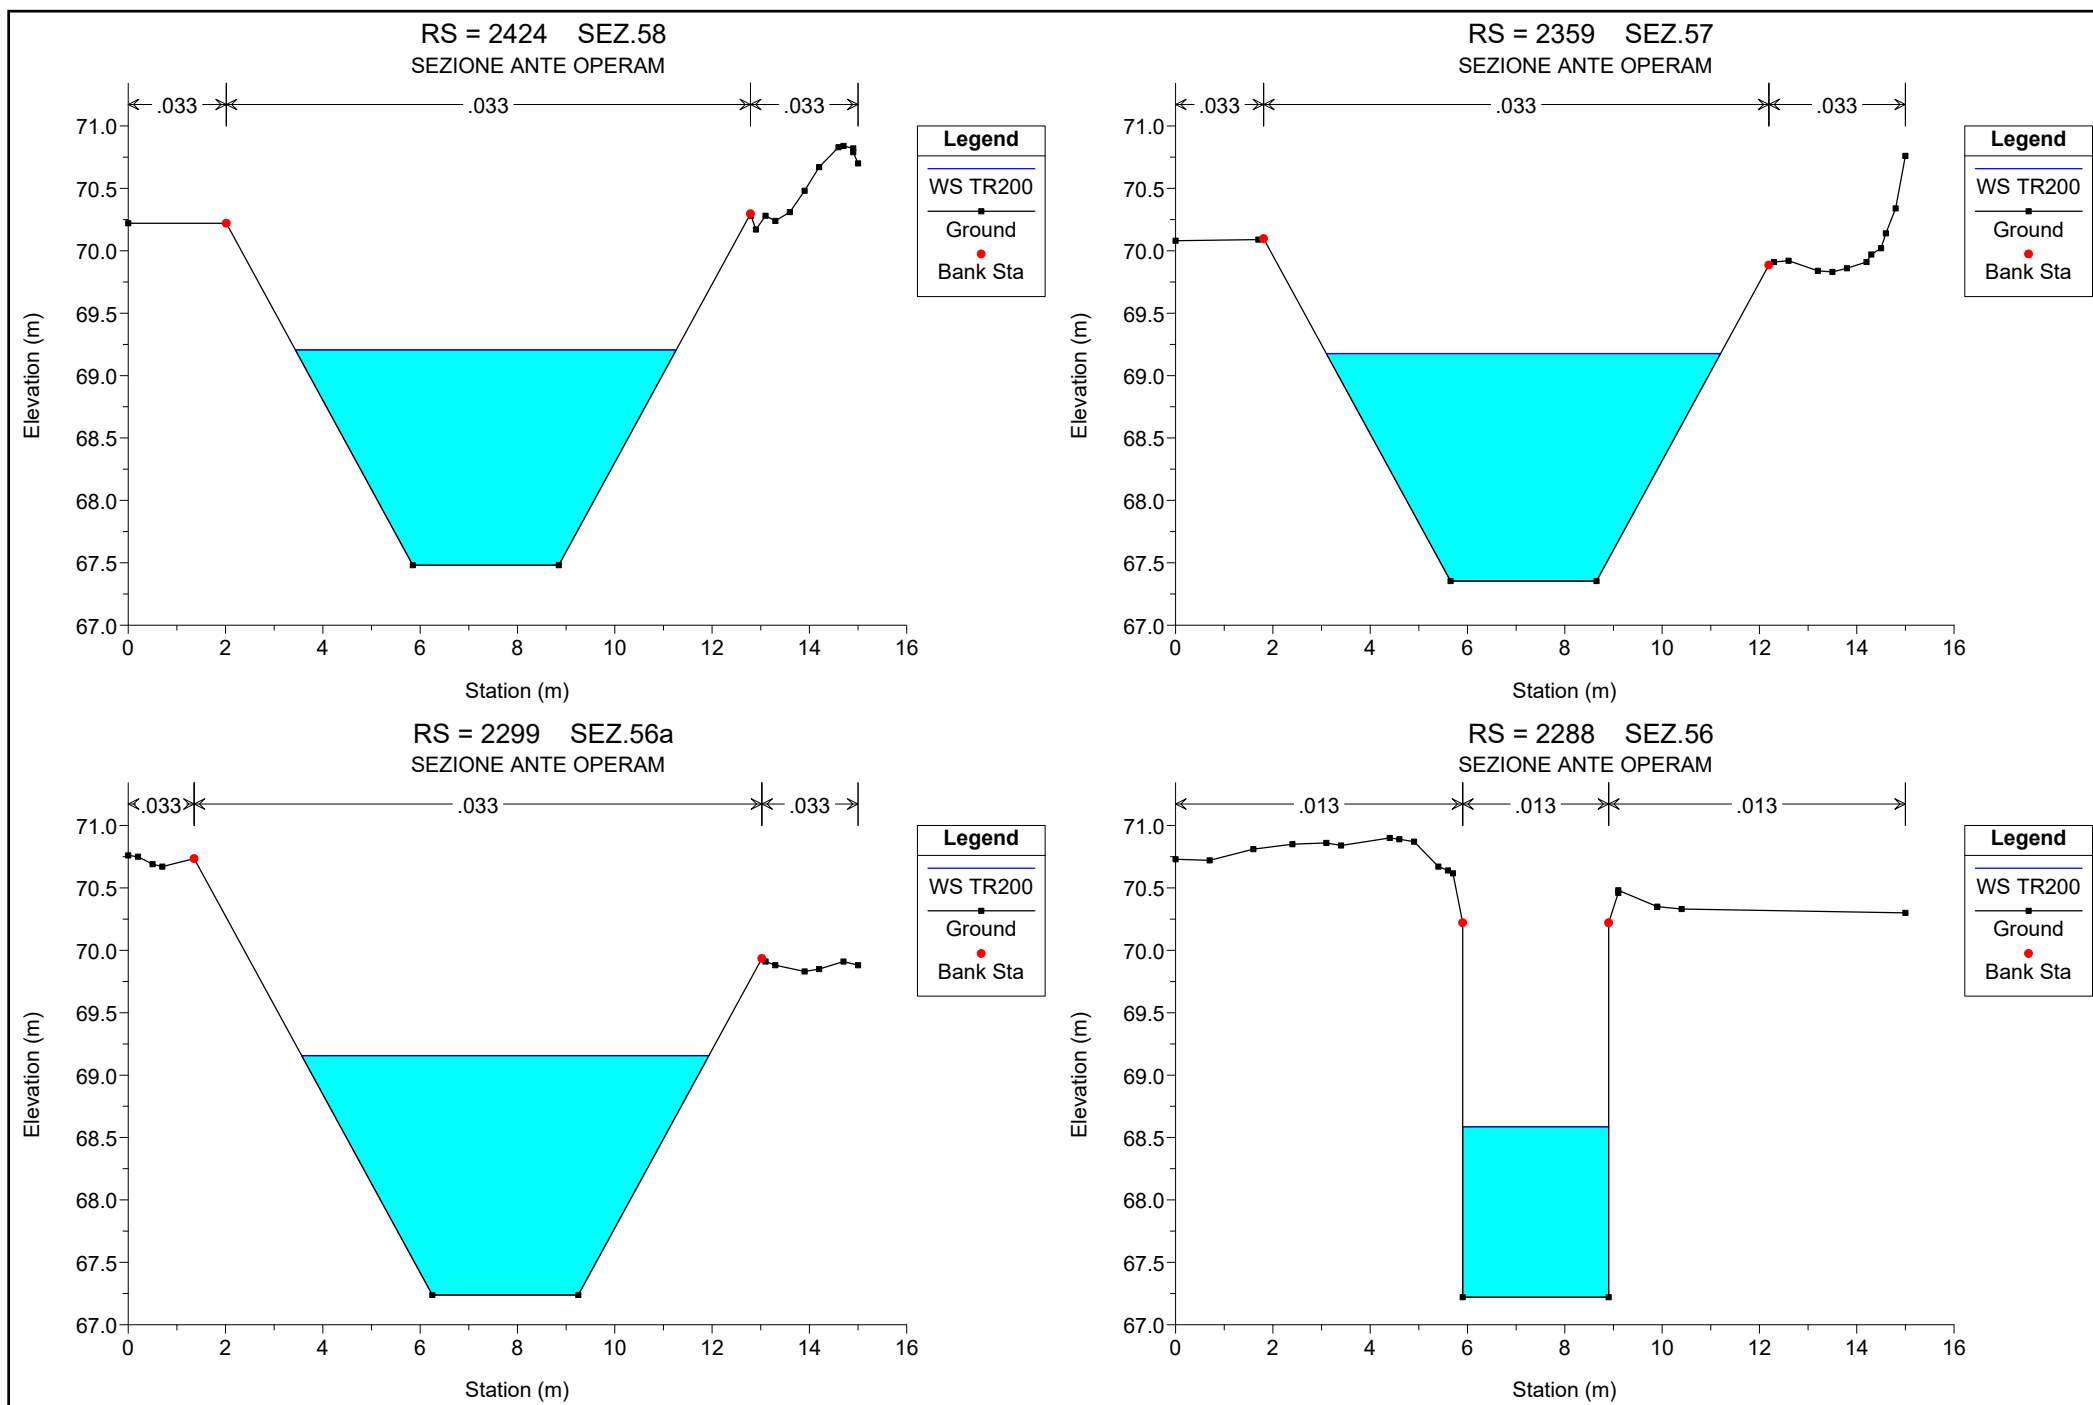 RS = 2424 SEZ.58
SEZIONE ANTE OPERAM
.033 .033 .033
71.0
70.5
70.0
69.5
69.0
68.5
68.0
67.5
67.0
Elevation (m)
0 2 4 6 8 10 12 14 16
Station (m)
Legend
WS TR200
Ground
Bank Sta
RS = 2359 SEZ.57
SEZIONE ANTE OPERAM
.033 .033 .033
71.0
70.5
70.0
69.5
69.0
68.5
68.0
67.5
67.0
Elevation (m)
0 2 4 6 8 10 12 14 16
Station (m)
Legend
WS TR200
Ground
Bank Sta
RS = 2299 SEZ.56a
SEZIONE ANTE OPERAM
.033 .033 .033
71.0
70.5
70.0
69.5
69.0
68.5
68.0
67.5
67.0
Elevation (m)
0 2 4 6 8 10 12 14 16
Station (m)
Legend
WS TR200
Ground
Bank Sta
RS = 2288 SEZ.56
SEZIONE ANTE OPERAM
.013 .013 .013
71.0
70.5
70.0
69.5
69.0
68.5
68.0
67.5
67.0
Elevation (m)
0 2 4 6 8 10 12 14 16
Station (m)
Legend
WS TR200
Ground
Bank Sta